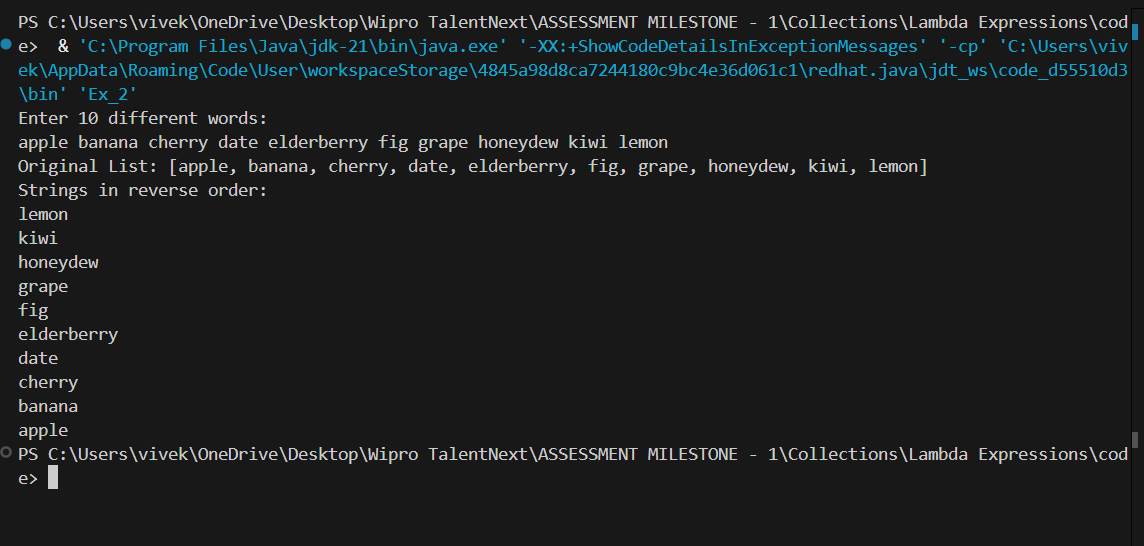 PS C:\Users\vivek\OneDrive\Desktop\Wipro TalentNext\ASSESSMENT MILESTONE - 1\Collections\Lambda Expressions\cod
e>  & 'C:\Program Files\Java\jdk-21\bin\java.exe' '-XX:+ShowCodeDetailsInExceptionMessages' '-cp' 'C:\Users\viv
ek\AppData\Roaming\Code\User\workspaceStorage\4845a98d8ca7244180c9bc4e36d061c1\redhat.java\jdt_ws\code_d55510d3
\bin' 'Ex_2'
Enter 10 different words:
apple banana cherry date elderberry fig grape honeydew kiwi lemon
Original List: [apple, banana, cherry, date, elderberry, fig, grape, honeydew, kiwi, lemon]
Strings in reverse order:
lemon
kiwi
honeydew
grape
fig
elderberry
date
cherry
banana
apple
PS C:\Users\vivek\OneDrive\Desktop\Wipro TalentNext\ASSESSMENT MILESTONE - 1\Collections\Lambda Expressions\cod
e>